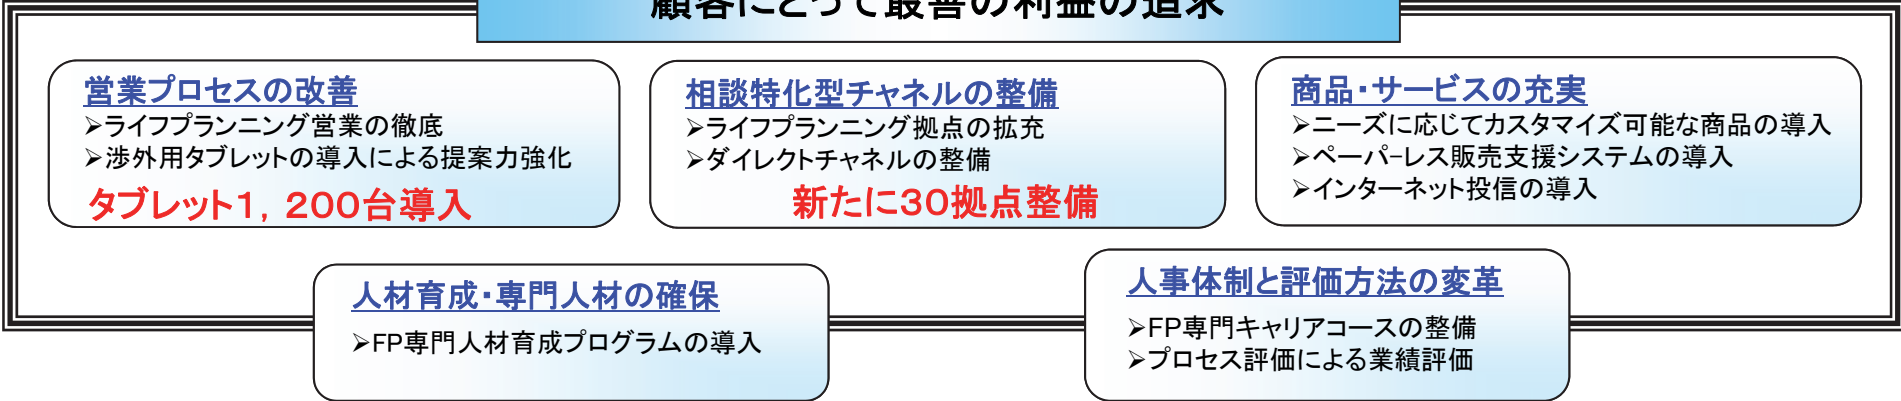 顧客にとって最善の利益の追求
営業プロセスの改善
➢ライフプランニング営業の徹底
➢渉外用タブレットの導入による提案力強化
タブレット1，200台導入
相談特化型チャネルの整備
➢ライフプランニング拠点の拡充
➢ダイレクトチャネルの整備
新たに30拠点整備
商品・サービスの充実
➢ニーズに応じてカスタマイズ可能な商品の導入
➢ペーパーレス販売支援システムの導入
➢インターネット投信の導入
人材育成・専門人材の確保
➢FP専門人材育成プログラムの導入
人事体制と評価方法の変革
➢FP専門キャリアコースの整備
➢プロセス評価による業績評価